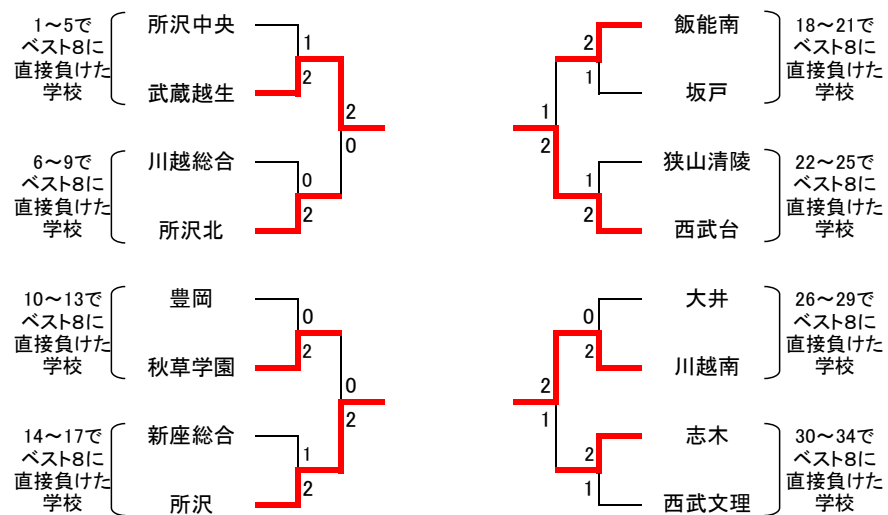 1～5で
ベスト8に
直接負けた
学校
所沢中央
1
2
武蔵越生
2
0
6～9で
ベスト8に
直接負けた
学校
川越総合
0
2
所沢北
10～13で
ベスト8に
直接負けた
学校
豊岡
0
2
秋草学園
0
2
14～17で
ベスト8に
直接負けた
学校
新座総合
1
2
所沢
飯能南
2
1
坂戸
18～21で
ベスト8に
直接負けた
学校
1
2
狭山清陵
1
2
西武台
22～25で
ベスト8に
直接負けた
学校
大井
0
2
川越南
26～29で
ベスト8に
直接負けた
学校
2
1
志木
2
1
西武文理
30～34で
ベスト8に
直接負けた
学校